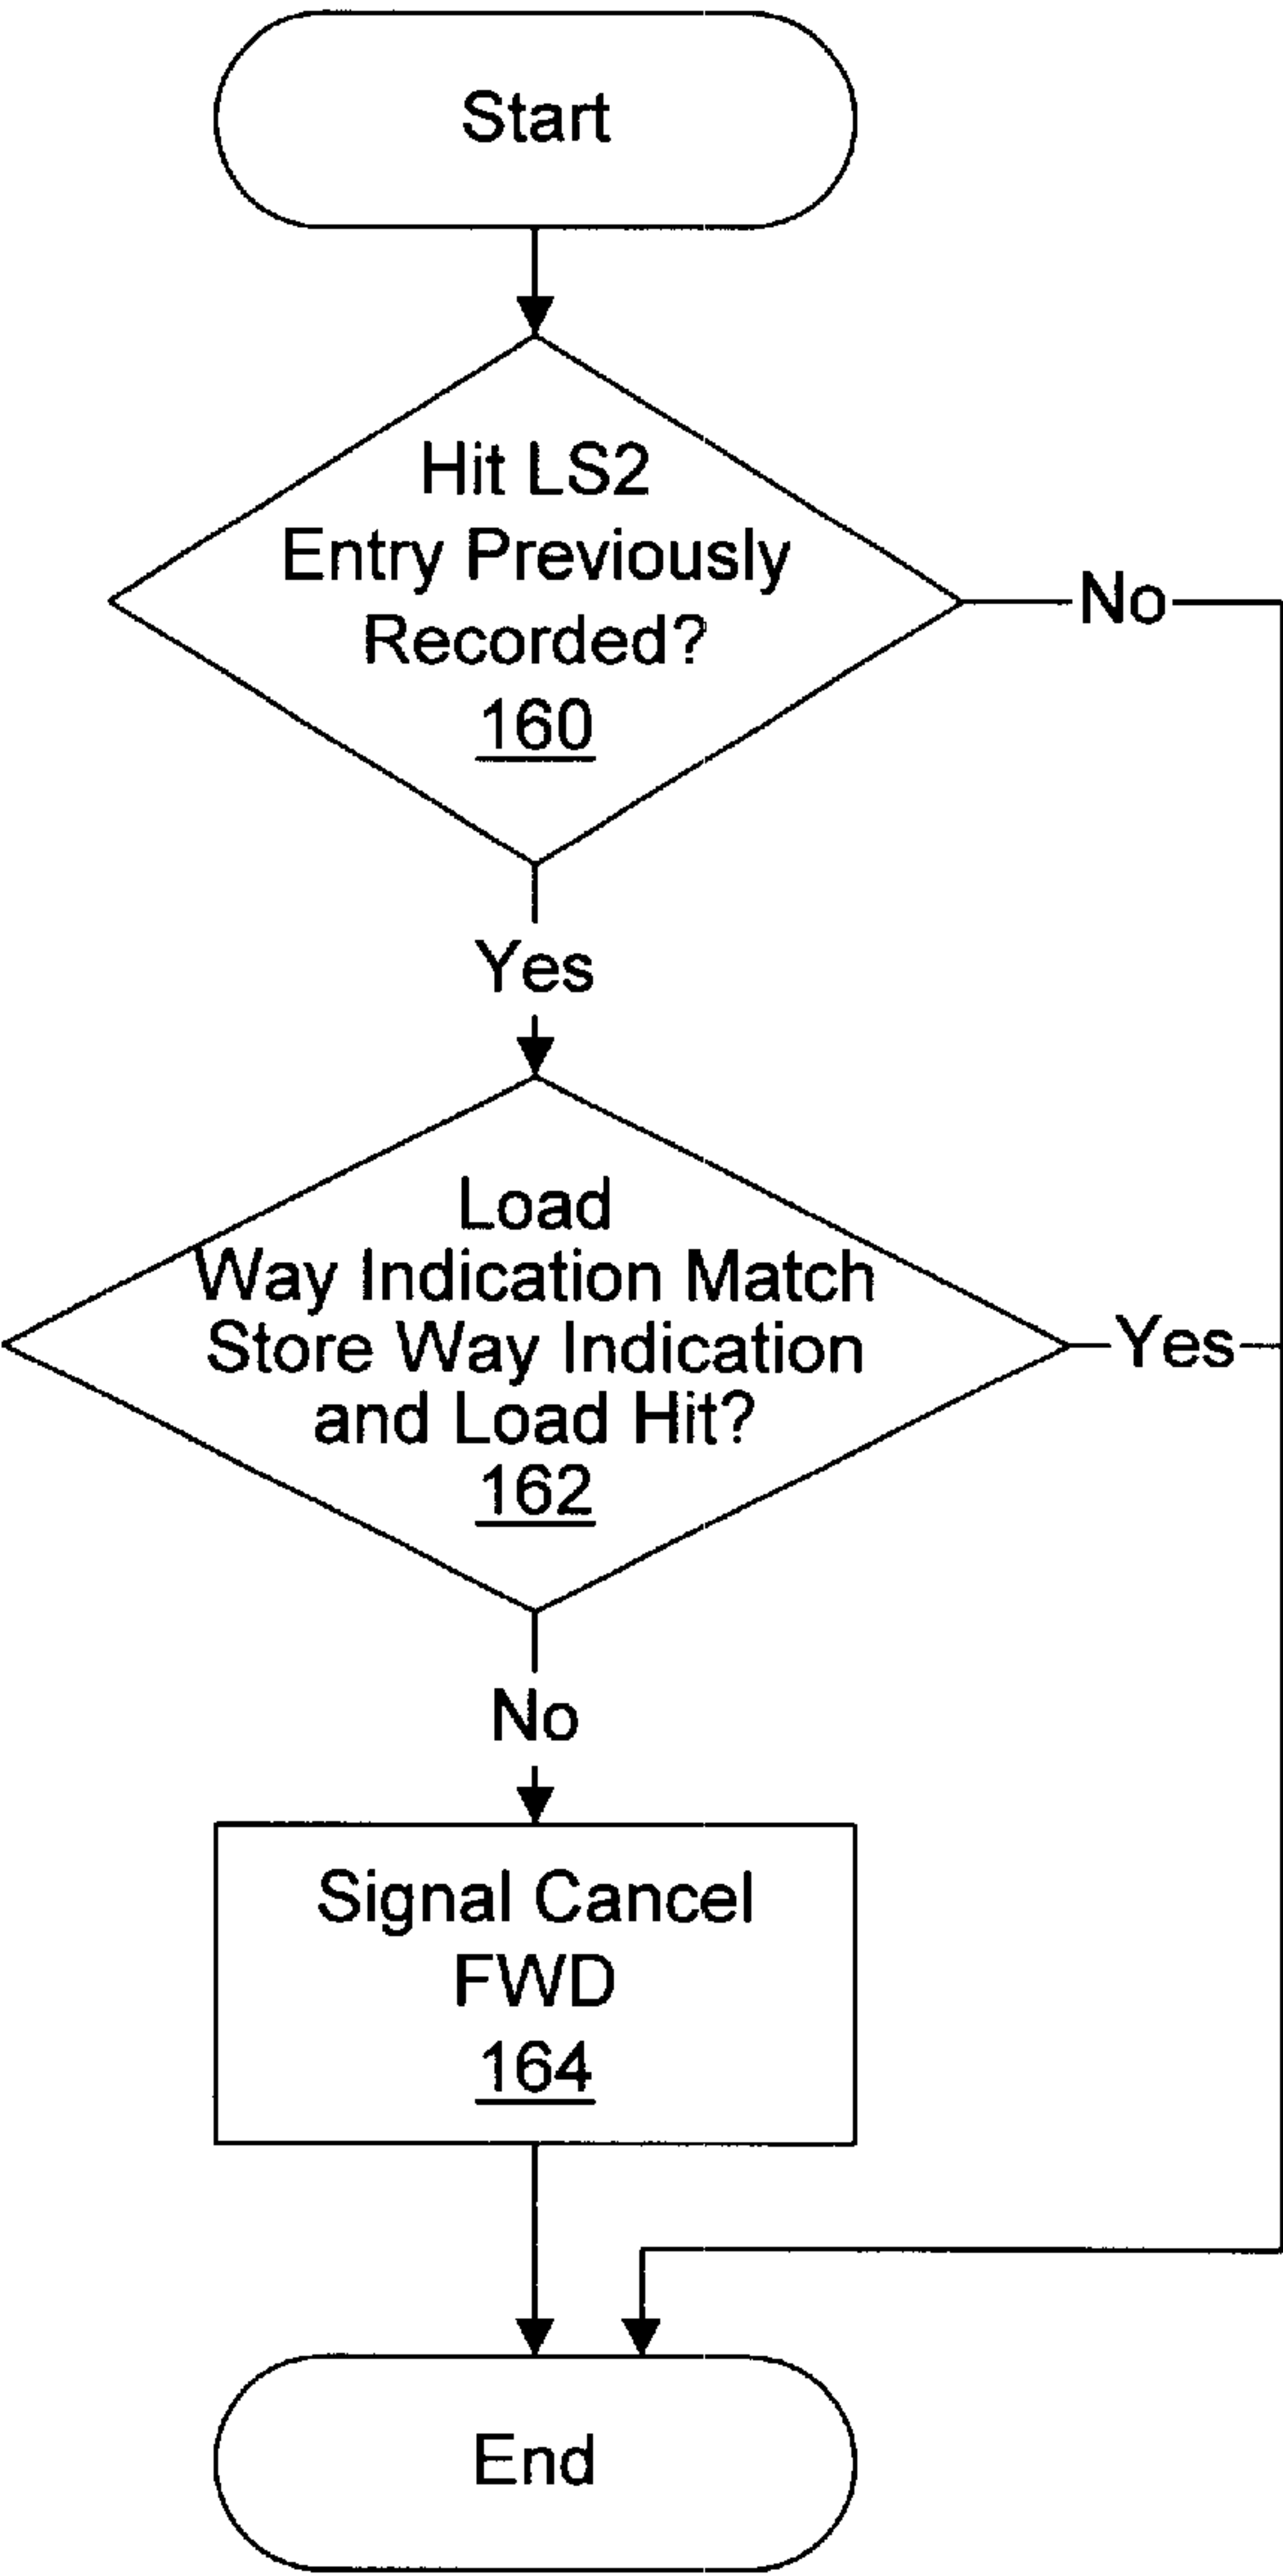 Start
Hit LS2
Entry Previously
Recorded?
160
No
Yes
Load
Way Indication Match
Store Way Indication
and Load Hit?
162
Yes
No
Signal Cancel
FWD
164
End